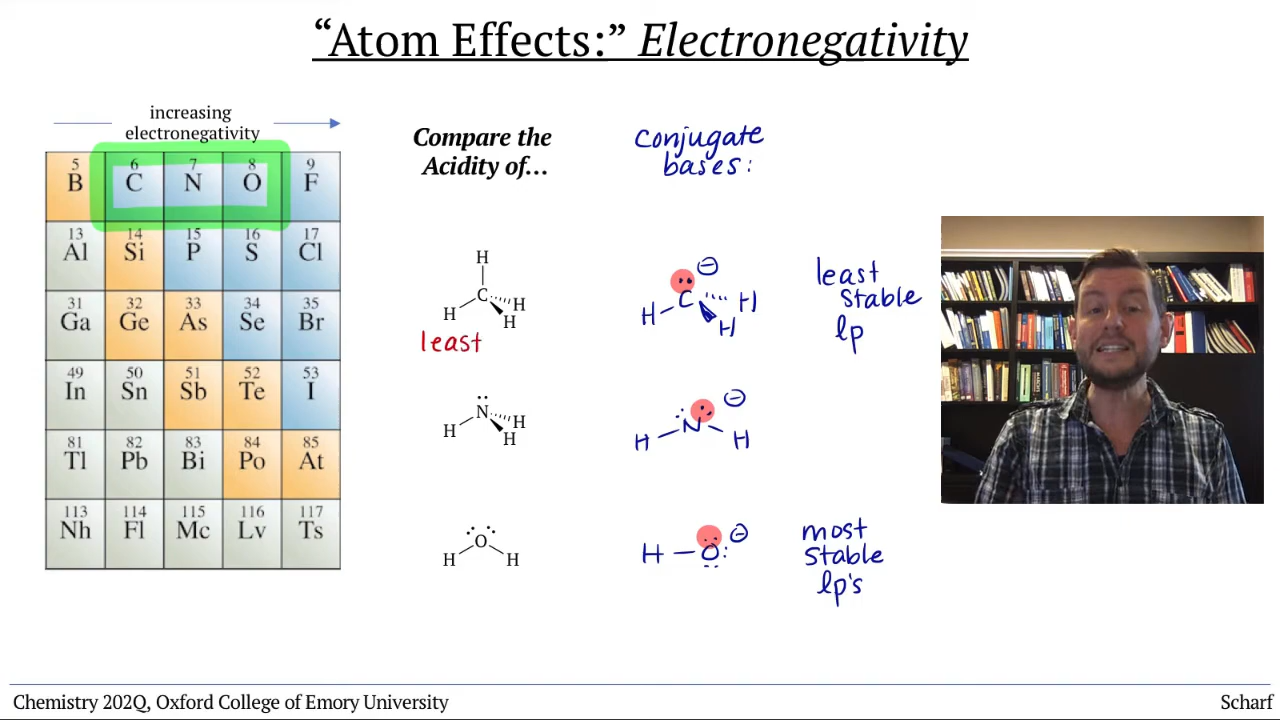 “Atom Effects:” Electronegativity
increasing
electronegativity
5 6 7 8 9
B C N O F
13 14 15 16 17
Al Si P S Cl
31 32 33 34 35
Ga Ge As Se Br
49 50 51 52 53
In Sn Sb Te I
81 82 83 84 85
Tl Pb Bi Po At
113 114 115 116 117
Nh Fl Mc Lv Ts
Compare the
Acidity of...
Conjugate
bases:
H
H C H
H
least
H C H
H
⊖
least
stable
lp
H N H
H
H N H
⊖
H O H
H – O
⊖
most
stable
lp's
Chemistry 202Q, Oxford College of Emory University
Scharf